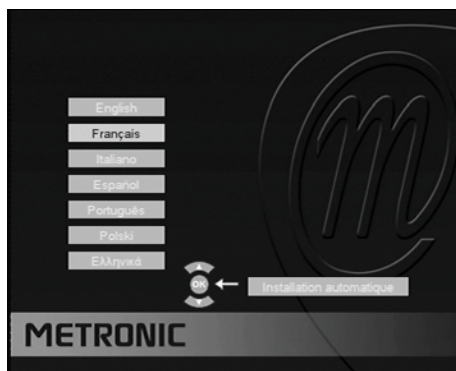 English
Français
Italiano
Español
Português
Polski
Ελληνικά
OK
Installation automatique
METRONIC